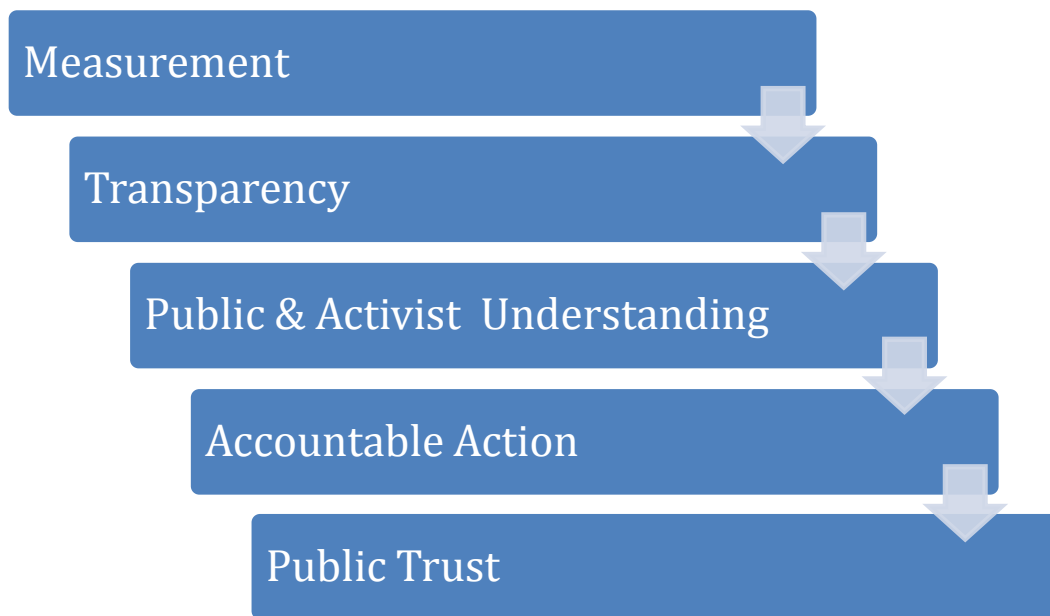 Measurement
Transparency
Public & Activist  Understanding
Accountable Action
Public Trust